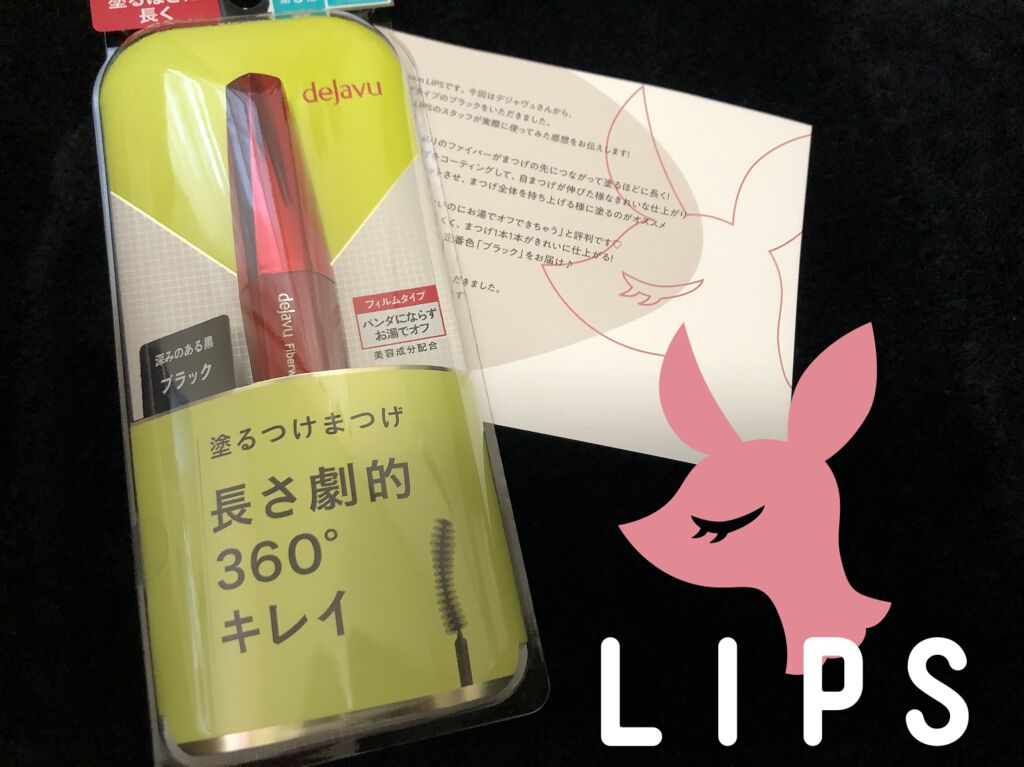 塗るほどに
長く
dejavu
dejavu Fiberw
フィルムタイプ
パンダにならず
お湯でオフ
美容成分配合
深みのある黒
ブラック
塗るつけまつげ
長さ劇的
360°
キレイ
LIPSです。今回はデジャヴュさんから、
タイプのブラックをいただきました。
LIPSのスタッフが実際に使ってみた感想をお伝えします!
ぷりのファイバーがまつげの先につながって塗るほどに長く!
をコーティングして、自まつげが伸びた様なきれいな仕上がり
ットさせ、まつげ全体を持ち上げる様に塗るのがオススメ
いのにお湯でオフできちゃう」と評判です♡
くく、まつげ1本1本がきれいに仕上がる!
定番色「ブラック」をお届け♪
だきました。
LIPS